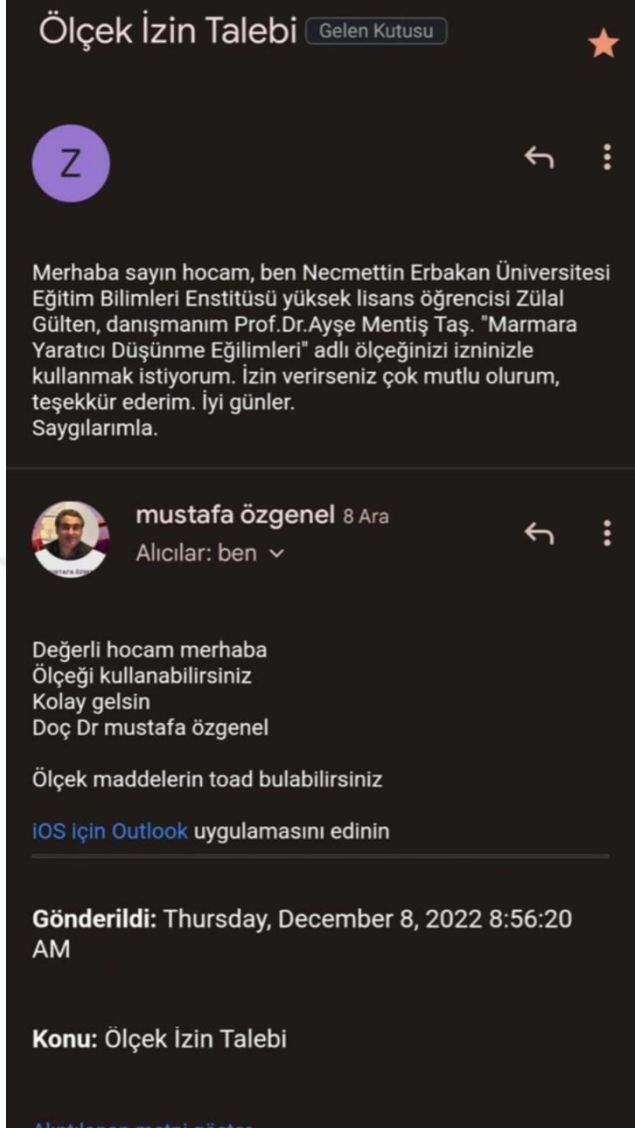 Ölçek İzin Talebi Gelen Kutusu
Z
Merhaba sayın hocam, ben Necmettin Erbakan Üniversitesi
Eğitim Bilimleri Enstitüsü yüksek lisans öğrencisi Zülal
Gülten, danışmanım Prof.Dr.Ayşe Mentiş Taş. "Marmara
Yaratıcı Düşünme Eğilimleri" adlı ölçeğinizi izninizle
kullanmak istiyorum. İzin verirseniz çok mutlu olurum,
teşekkür ederim. İyi günler.
Saygılarımla.
mustafa özgenel 8 Ara
Alıcılar: ben
Değerli hocam merhaba
Ölçeği kullanabilirsiniz
Kolay gelsin
Doç Dr mustafa özgenel
Ölçek maddelerin toad bulabilirsiniz
iOS için Outlook uygulamasını edinin
Gönderildi: Thursday, December 8, 2022 8:56:20
AM
Konu: Ölçek İzin Talebi